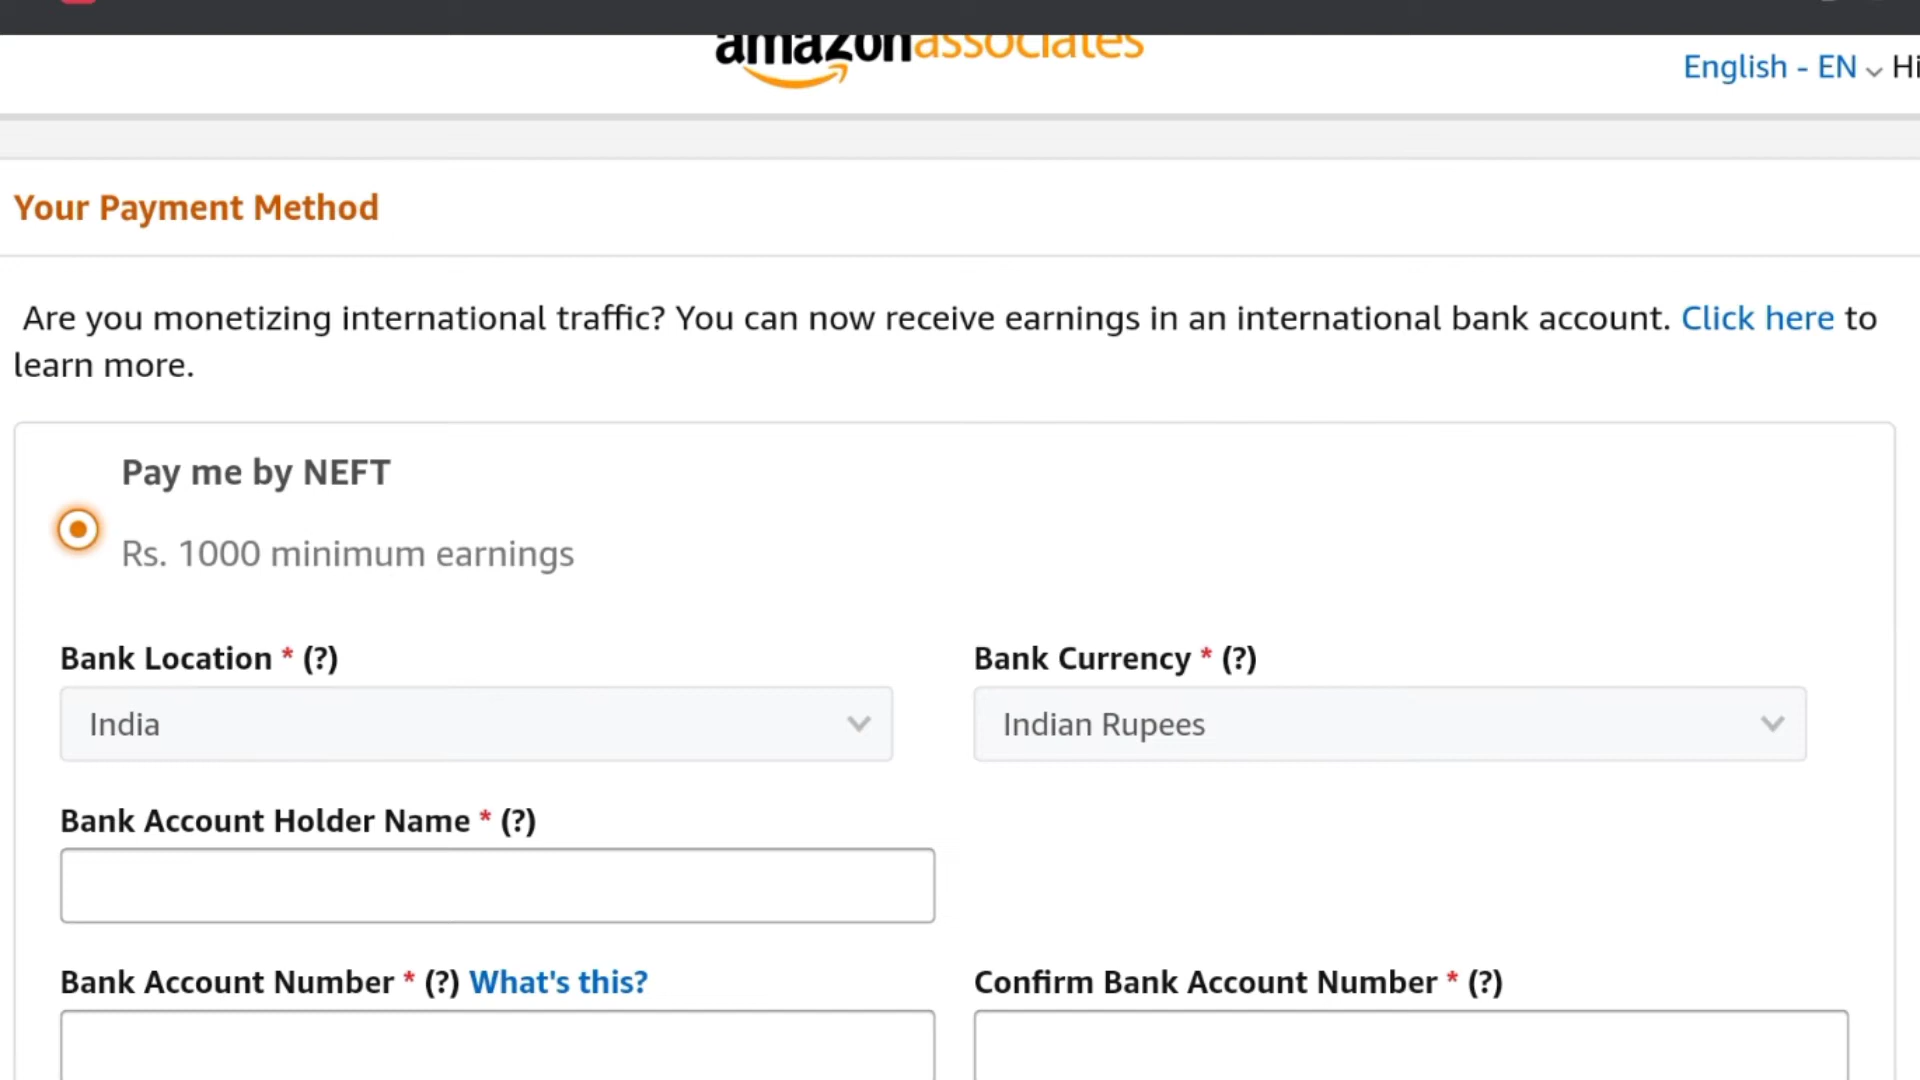 amazonassociates
English - EN Hi
Your Payment Method
Are you monetizing international traffic? You can now receive earnings in an international bank account. Click here to
learn more.
Pay me by NEFT
Rs. 1000 minimum earnings
Bank Location * (?)
Bank Currency * (?)
India
Indian Rupees
Bank Account Holder Name * (?)
Bank Account Number * (?) What's this?
Confirm Bank Account Number * (?)